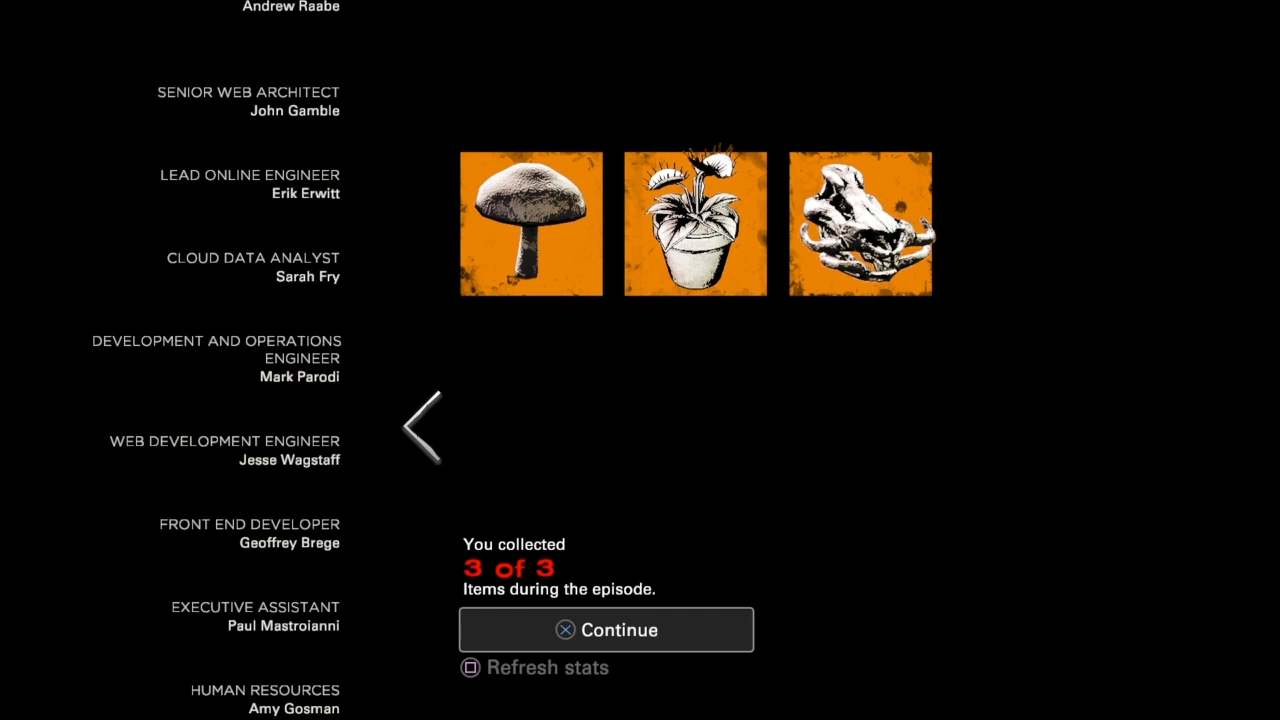 Andrew Raabe
SENIOR WEB ARCHITECT
John Gamble
LEAD ONLINE ENGINEER
Erik Erwitt
CLOUD DATA ANALYST
Sarah Fry
DEVELOPMENT AND OPERATIONS
ENGINEER
Mark Parodi
WEB DEVELOPMENT ENGINEER
Jesse Wagstaff
FRONT END DEVELOPER
Geoffrey Brege
EXECUTIVE ASSISTANT
Paul Mastroianni
HUMAN RESOURCES
Amy Gosman
You collected
3 of 3
Items during the episode.
Continue
Refresh stats